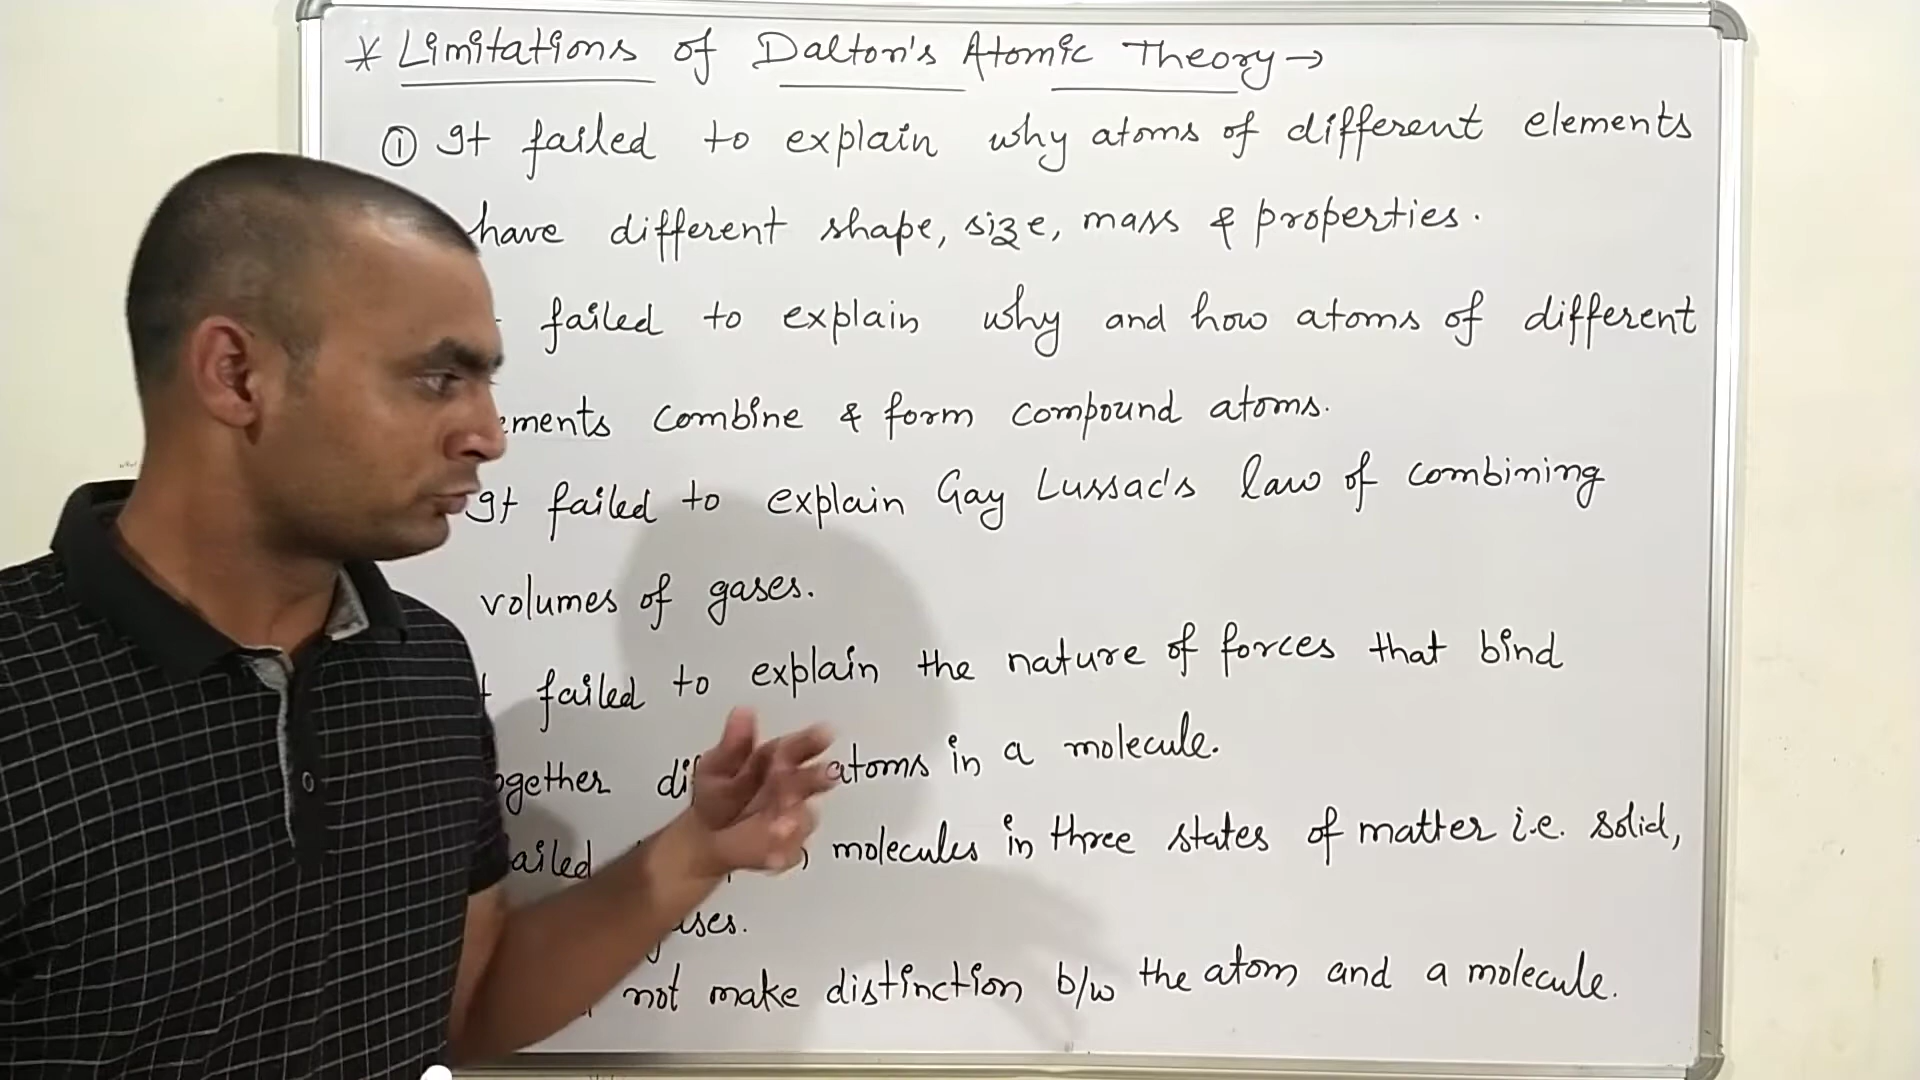 * Limitations of Dalton's Atomic Theory→
① It failed to explain why atoms of different elements
have different shape, size, mass & properties.
failed to explain why and how atoms of different
ements combine & form compound atoms.
It failed to explain Gay Lussac's law of combining
volumes of gases.
failed to explain the nature of forces that bind
ogether atoms in a molecule.
ailed molecules in three states of matter i.e. solid,
not make distinction b/w the atom and a molecule.